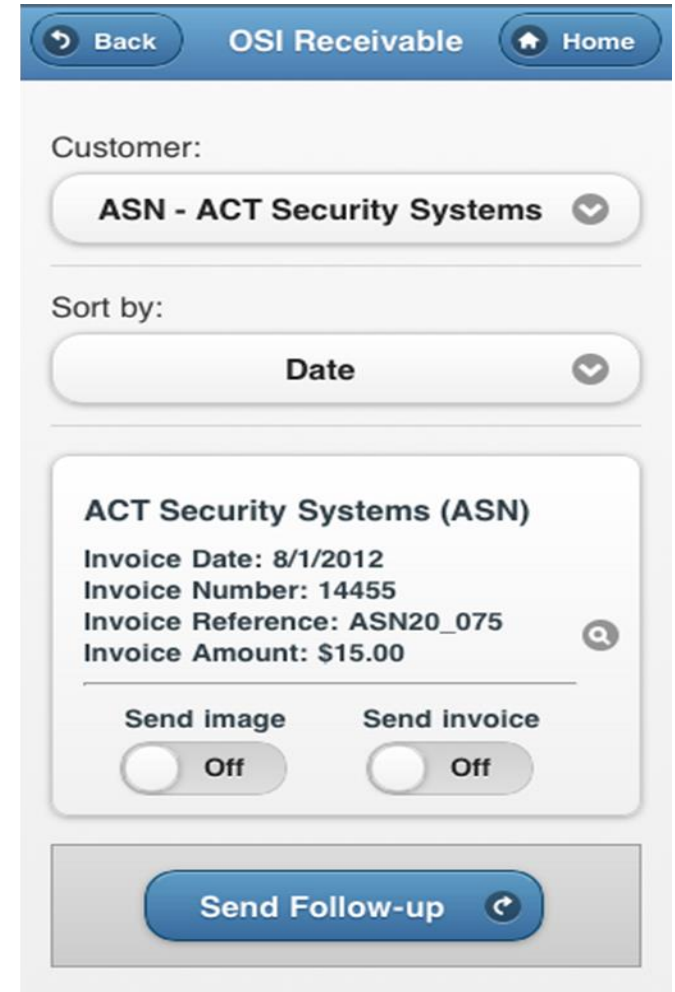 Back OSI Receivable Home
Customer:
ASN - ACT Security Systems
Sort by:
Date
ACT Security Systems (ASN)
Invoice Date: 8/1/2012
Invoice Number: 14455
Invoice Reference: ASN20_075
Invoice Amount: $15.00
Send image Send invoice
Off Off
Send Follow-up